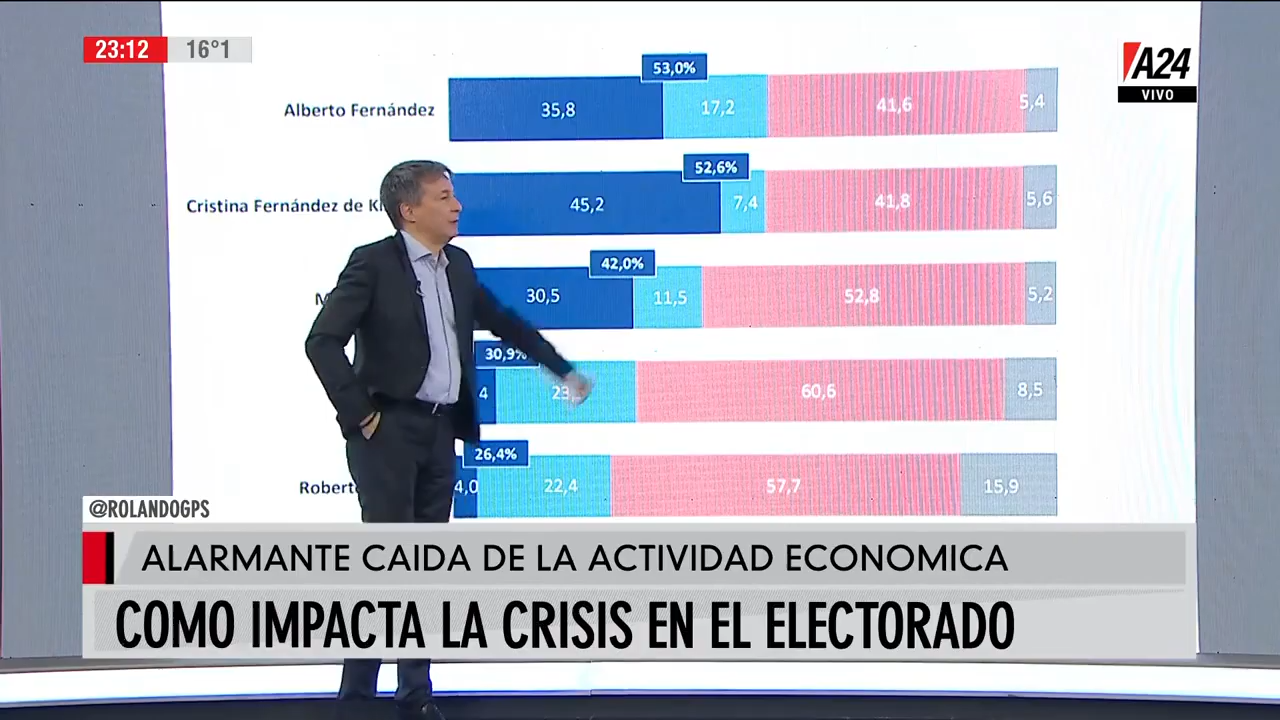 23:12 16°1
A24
VIVO
53,0%
Alberto Fernández 35,8 17,2 41,6 5,4
52,6%
Cristina Fernández de 45,2 7,4 41,8 5,6
42,0%
30,5 11,5 52,8 5,2
30,9%
4 60,6 8,5
26,4%
4,0 22,4 57,7 15,9
@ROLANDOGPS
ALARMANTE CAIDA DE LA ACTIVIDAD ECONOMICA
COMO IMPACTA LA CRISIS EN EL ELECTORADO